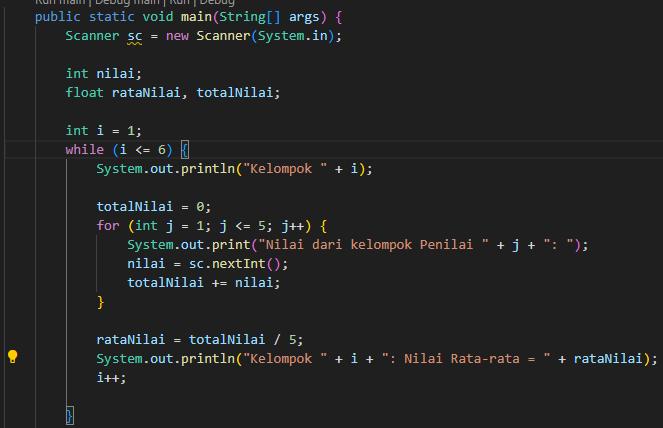 Run main | Debug main | Run | Debug
public static void main(String[] args) {
Scanner sc = new Scanner(System.in);
int nilai;
float rataNilai, totalNilai;
int i = 1;
while (i <= 6) {
System.out.println("Kelompok " + i);
totalNilai = 0;
for (int j = 1; j <= 5; j++) {
System.out.print("Nilai dari kelompok Penilai " + j + ": ");
nilai = sc.nextInt();
totalNilai += nilai;
}
rataNilai = totalNilai / 5;
System.out.println("Kelompok " + i + ": Nilai Rata-rata = " + rataNilai);
i++;
}